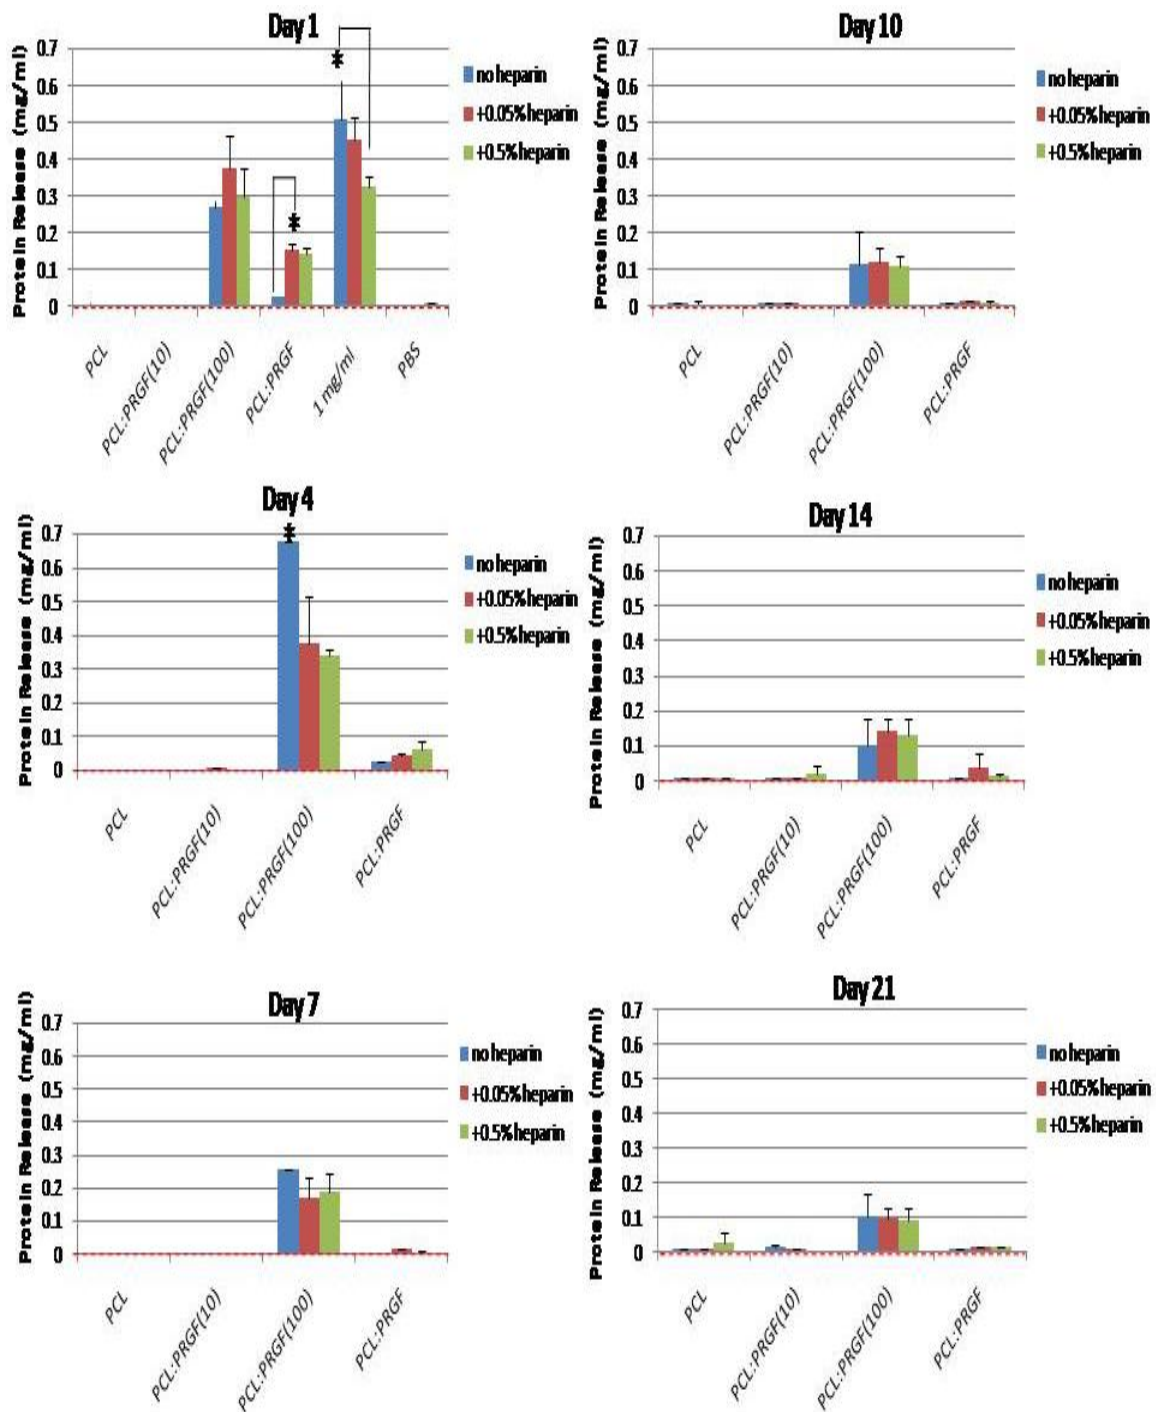 Day 1
Protein Release (mg/ml)
0.7
0.6
0.5
0.4
0.3
0.2
0.1
0
*
*
PCL
PCL:PRGF(10)
PCL:PRGF(100)
PCL:PRGF
1 mg/ml
PBS
no heparin
+0.05% heparin
+0.5% heparin
Day 10
Protein Release (mg/ml)
0.7
0.6
0.5
0.4
0.3
0.2
0.1
0
PCL
PCL:PRGF(10)
PCL:PRGF(100)
PCL:PRGF
no heparin
+0.05% heparin
+0.5% heparin
Day 4
Protein Release (mg/ml)
0.7
0.6
0.5
0.4
0.3
0.2
0.1
0
*
PCL
PCL:PRGF(10)
PCL:PRGF(100)
PCL:PRGF
no heparin
+0.05% heparin
+0.5% heparin
Day 14
Protein Release (mg/ml)
0.7
0.6
0.5
0.4
0.3
0.2
0.1
0
PCL
PCL:PRGF(10)
PCL:PRGF(100)
PCL:PRGF
no heparin
+0.05% heparin
+0.5% heparin
Day 7
Protein Release (mg/ml)
0.7
0.6
0.5
0.4
0.3
0.2
0.1
0
PCL
PCL:PRGF(10)
PCL:PRGF(100)
PCL:PRGF
no heparin
+0.05% heparin
+0.5% heparin
Day 21
Protein Release (mg/ml)
0.7
0.6
0.5
0.4
0.3
0.2
0.1
0
PCL
PCL:PRGF(10)
PCL:PRGF(100)
PCL:PRGF
no heparin
+0.05% heparin
+0.5% heparin